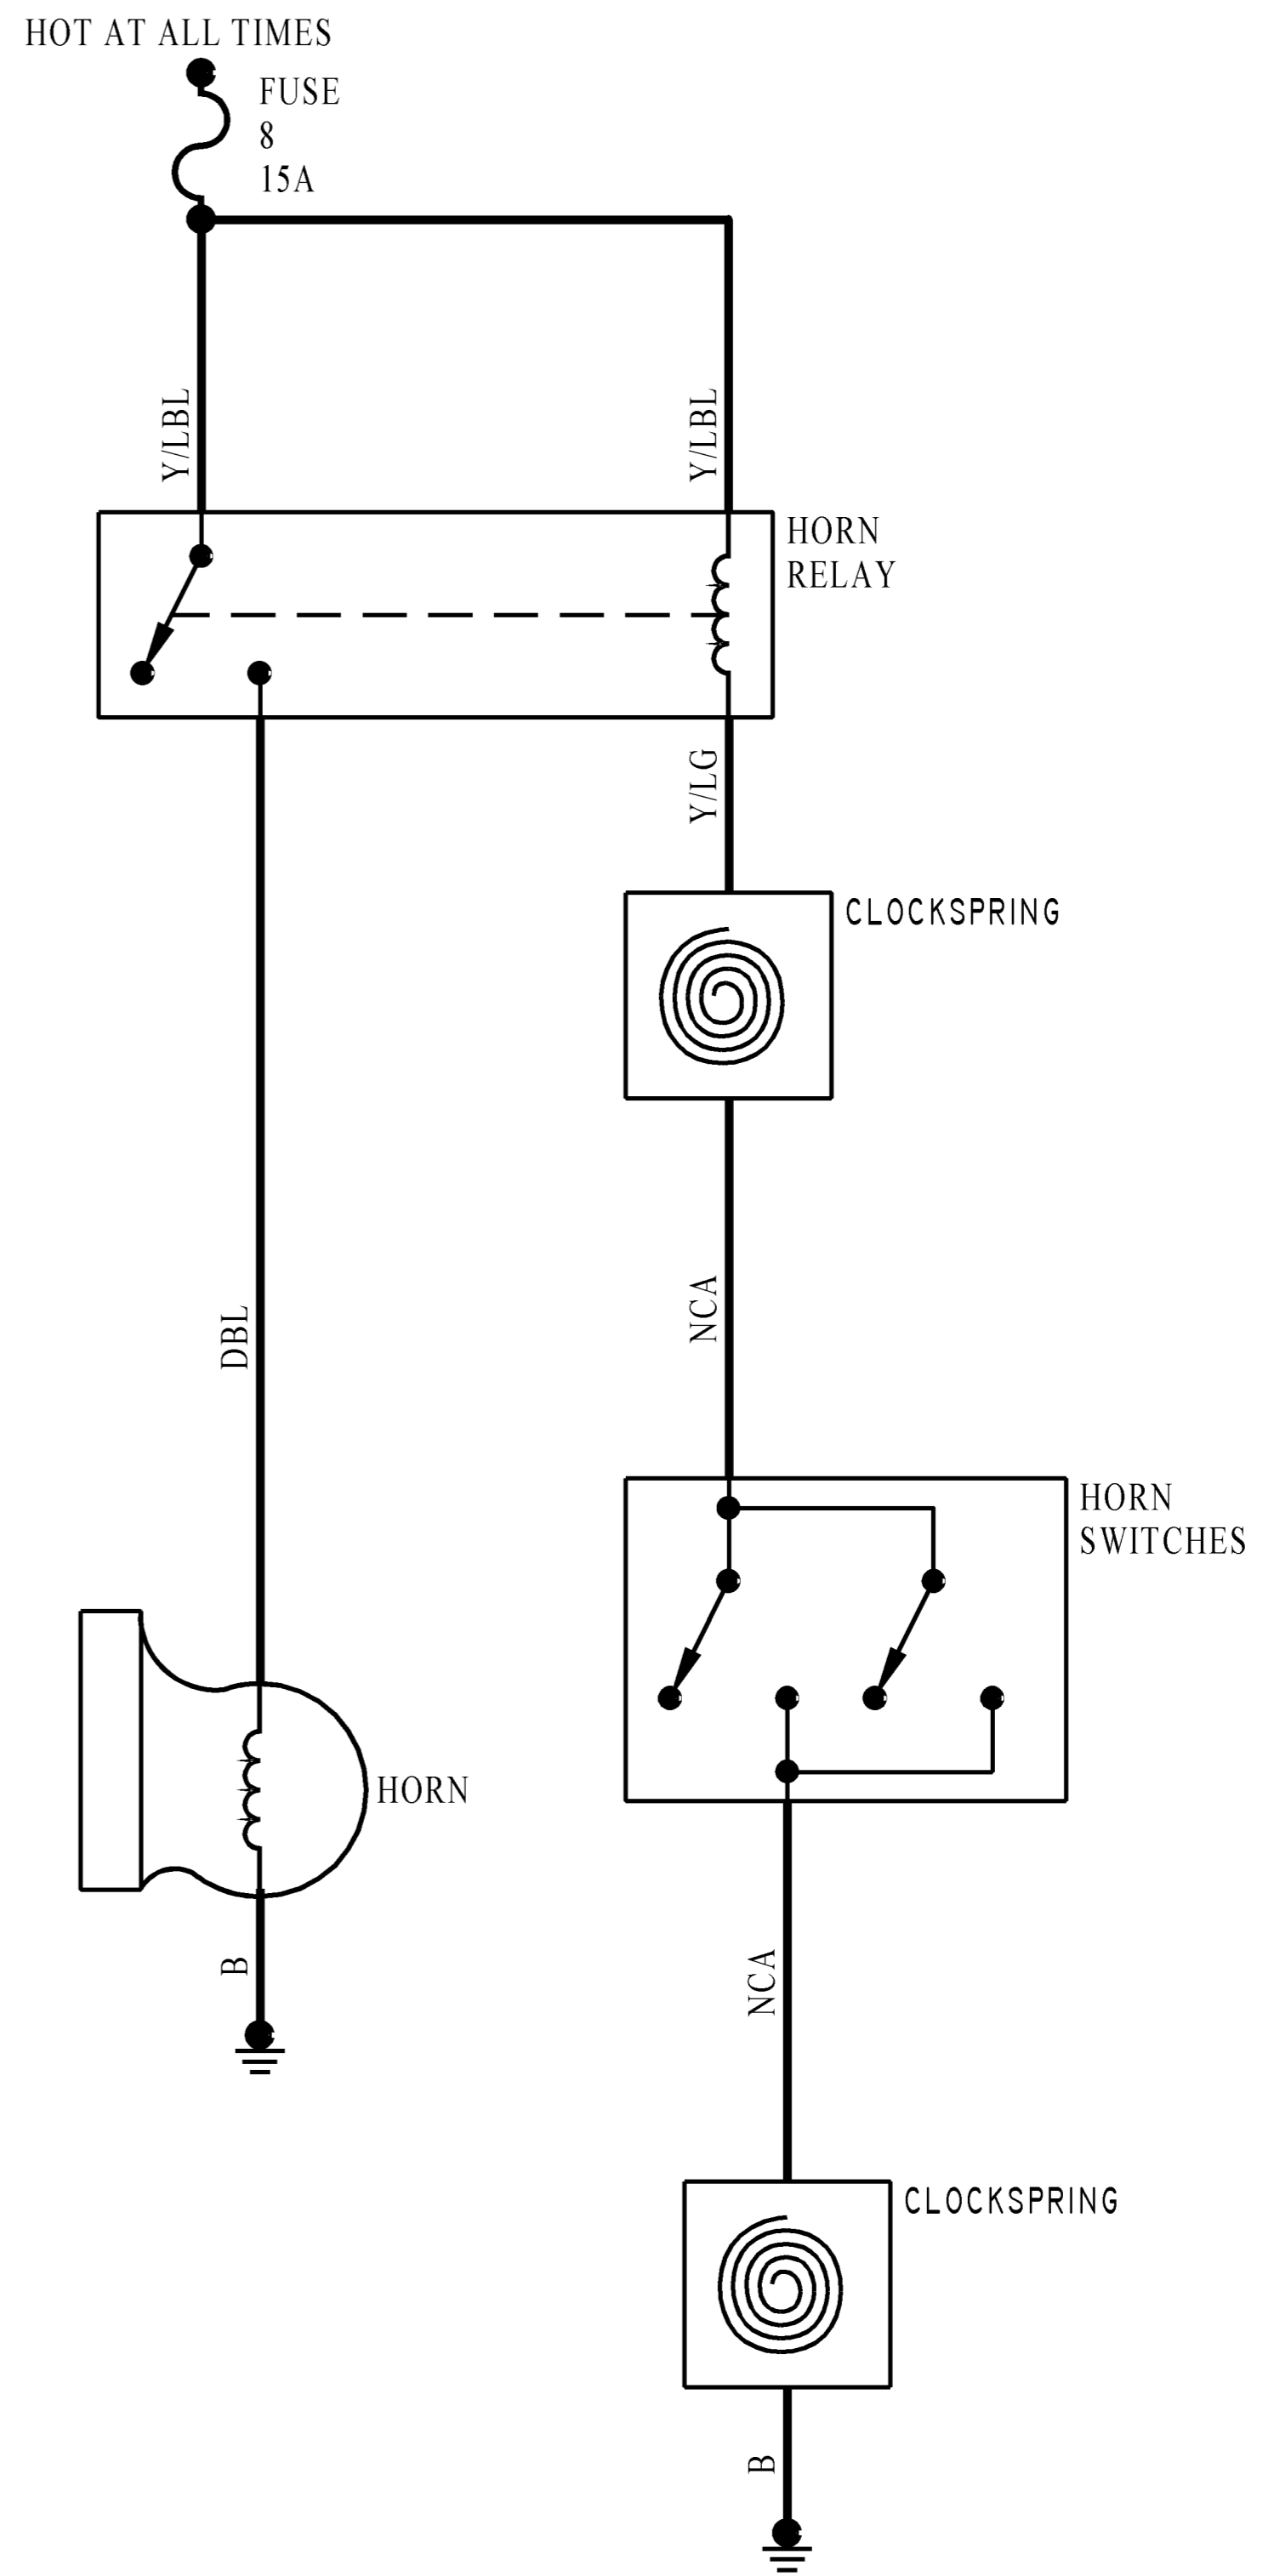 HOT AT ALL TIMES
FUSE
8
15A
Y/LBL
Y/LBL
HORN
RELAY
Y/LG
CLOCKSPRING
NCA
DBL
HORN
SWITCHES
HORN
B
NCA
CLOCKSPRING
B